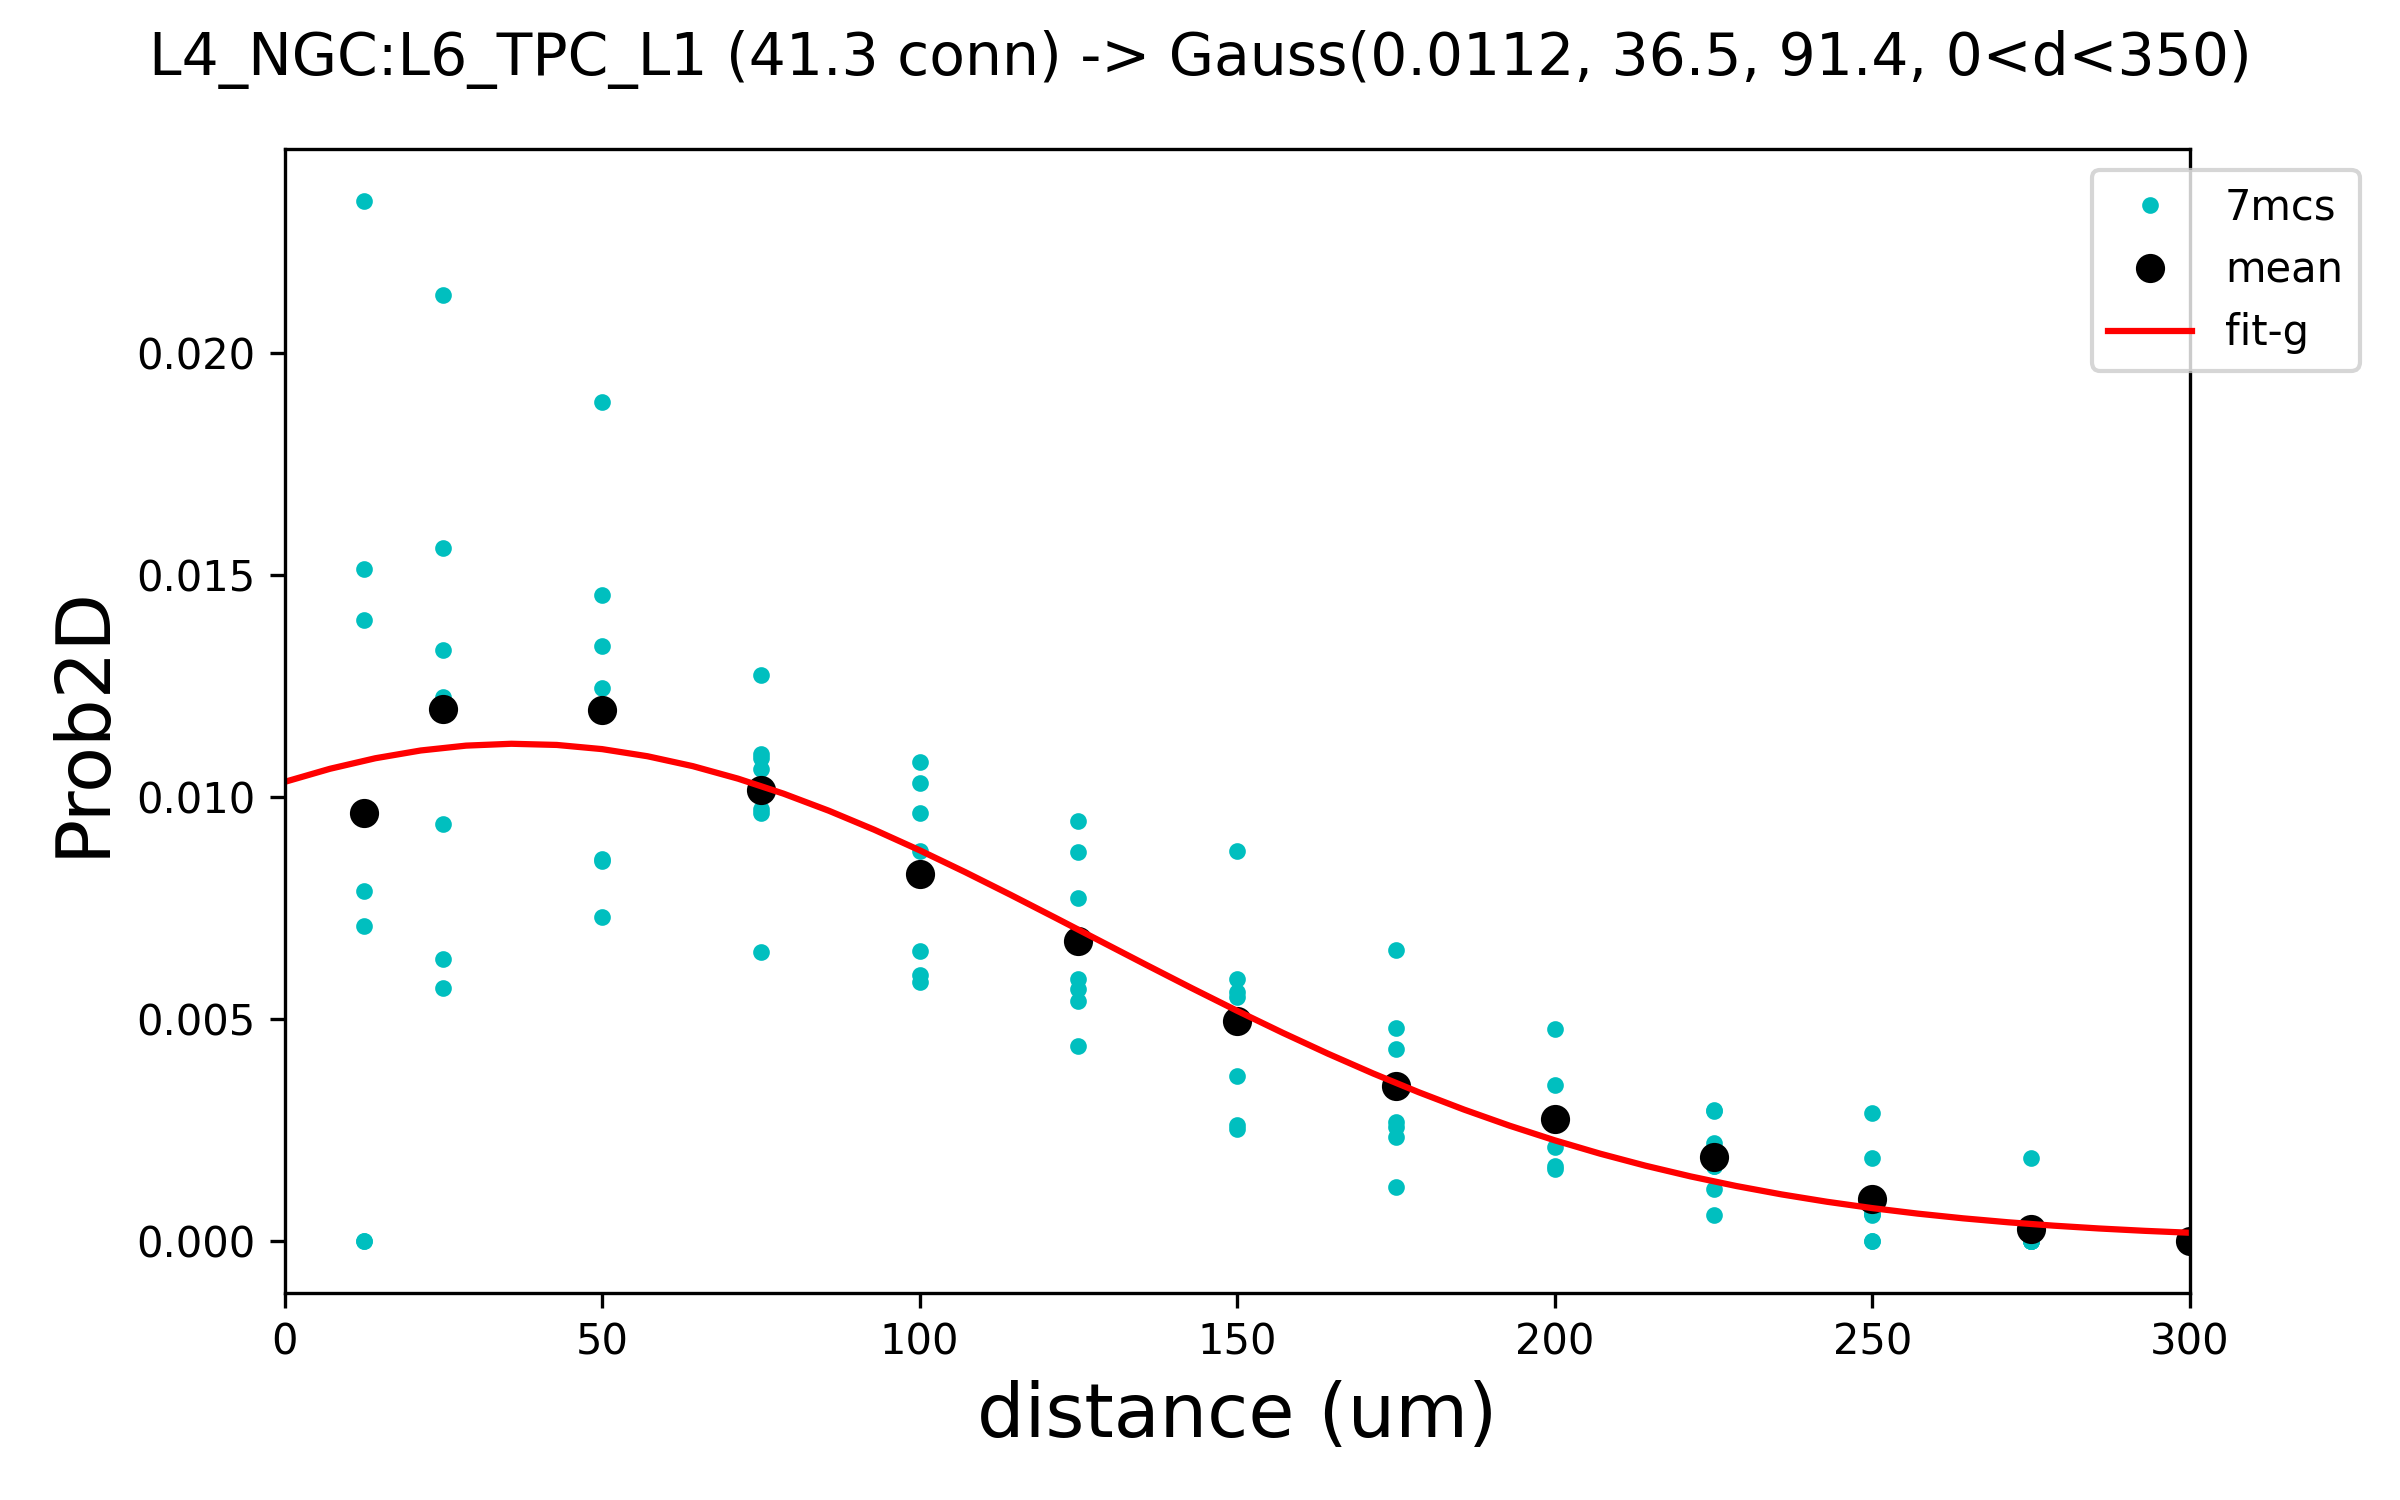 L4_NGC:L6_TPC_L1 (41.3 conn) -> Gauss(0.0112, 36.5, 91.4, 0<d<350)
7mcs
mean
fit-g
Prob2D
0.020
0.015
0.010
0.005
0.000
0 50 100 150 200 250 300
distance (um)